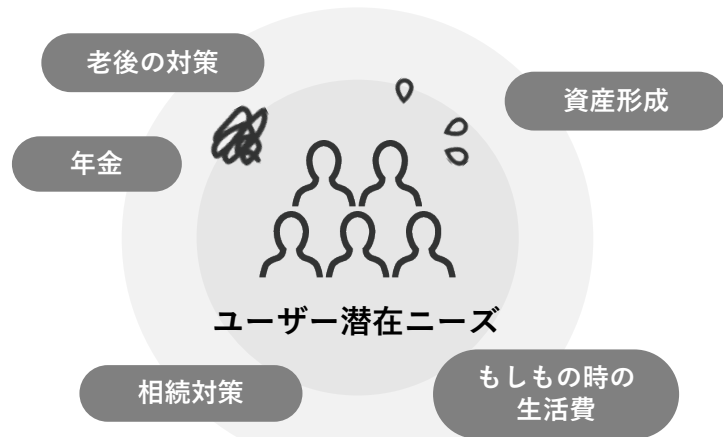 老後の対策
資産形成
年金
ユーザー潜在ニーズ
相続対策
もしもの時の
生活費